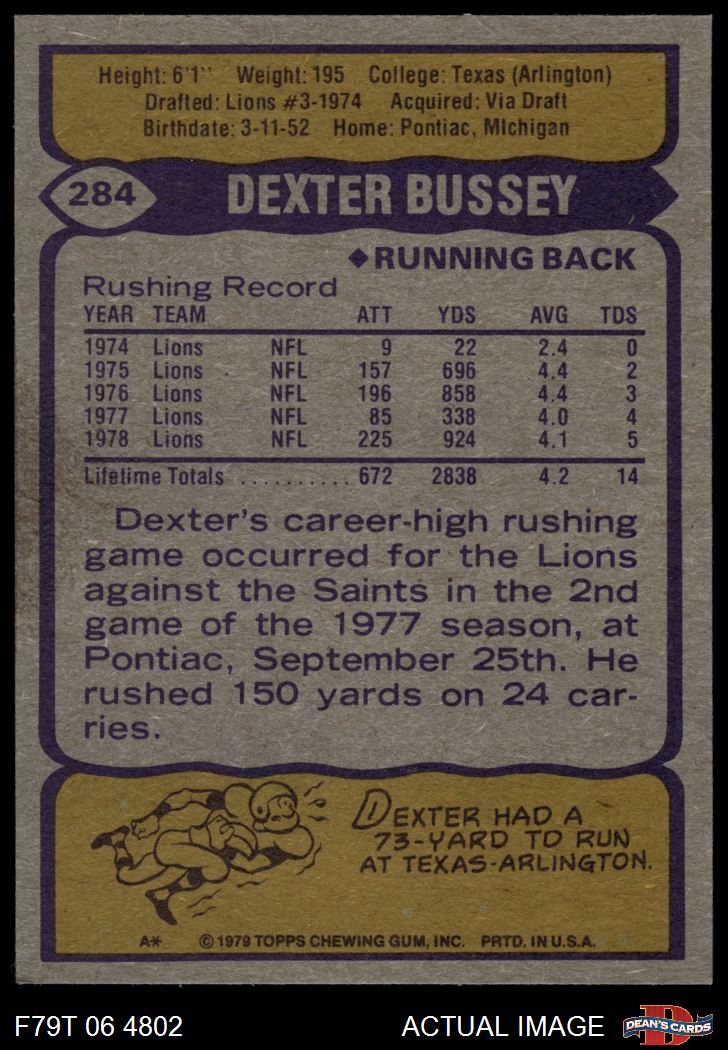 Height: 6'1" Weight: 195 College: Texas (Arlington)
Drafted: Lions #3-1974 Acquired: Via Draft
Birthdate: 3-11-52 Home: Pontiac, MIchigan
284 DEXTER BUSSEY
◆RUNNING BACK
Rushing Record
YEAR TEAM ATT YDS AVG TDS
1974 Lions NFL 9 22 2.4 0
1975 Lions NFL 157 696 4.4 2
1976 Lions NFL 196 858 4.4 3
1977 Lions NFL 85 338 4.0 4
1978 Lions NFL 225 924 4.1 5
Lifetime Totals .......... 672 2838 4.2 14
Dexter's career-high rushing
game occurred for the Lions
against the Saints in the 2nd
game of the 1977 season, at
Pontiac, September 25th. He
rushed 150 yards on 24 car-
ries.
DEXTER HAD A
73-YARD TD RUN
AT TEXAS-ARLINGTON.
A* © 1979 TOPPS CHEWING GUM, INC. PRTD. IN U.S.A.
F79T 06 4802 ACTUAL IMAGE D DEAN'S CARDS